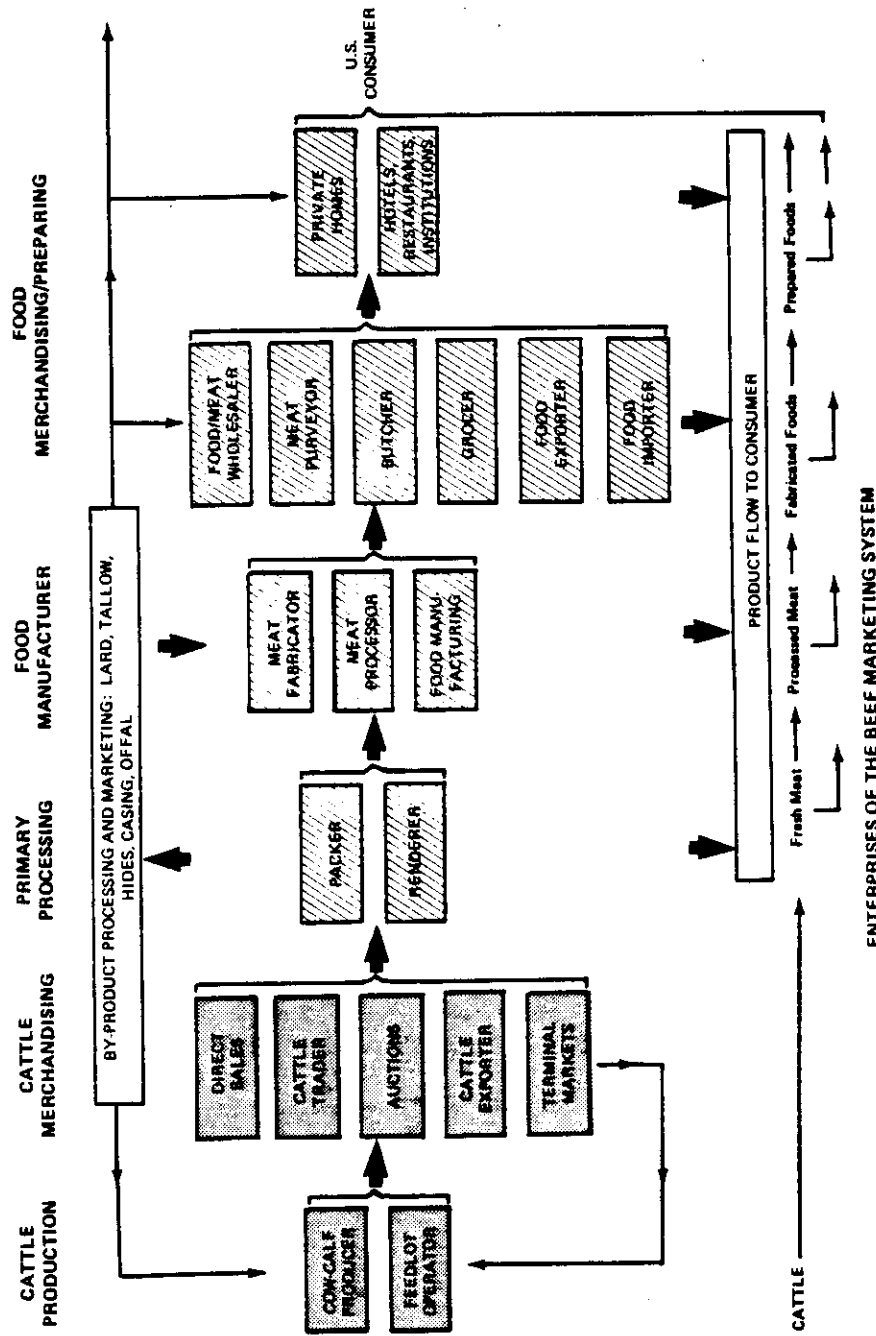 CATTLE
PRODUCTION
CATTLE
MERCHANDISING
PRIMARY
PROCESSING
FOOD
MANUFACTURER
FOOD
MERCHANDISING/PREPARING
BY-PRODUCT PROCESSING AND MARKETING: LARD, TALLOW,
HIDES, CASING, OFFAL
COW-CALF
PRODUCER
FEEDLOT
OPERATOR
DIRECT
SALES
CATTLE
TRADER
AUCTIONS
CATTLE
EXPORTER
TERMINAL
MARKETS
PACKER
RENDERER
MEAT
FABRICATOR
MEAT
PROCESSOR
FOOD MANU-
FACTURING
FOOD/MEAT
WHOLESALER
MEAT
PURVEYOR
BUTCHER
GROCER
FOOD
EXPORTER
FOOD
IMPORTER
PRIVATE
HOMES
HOTELS,
RESTAURANTS,
INSTITUTIONS
U.S.
CONSUMER
PRODUCT FLOW TO CONSUMER
CATTLE
Fresh Meat
Processed Meat
Fabricated Foods
Prepared Foods
ENTERPRISES OF THE BEEF MARKETING SYSTEM